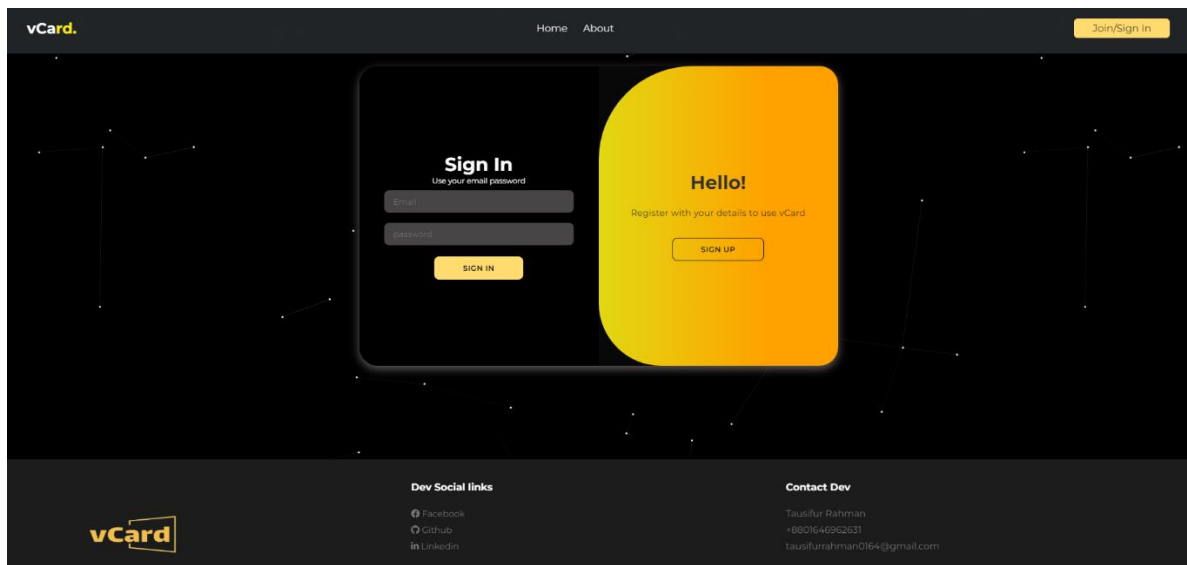 vCard.
Home About
Join/Sign In
Sign In
Use your email password
Email
password
SIGN IN
Hello!
Register with your details to use vCard
SIGN UP
vCard
Dev Social links
Facebook
Github
in Linkedin
Contact Dev
Tausifur Rahman
+8801646962631
tausifurrahman0164@gmail.com